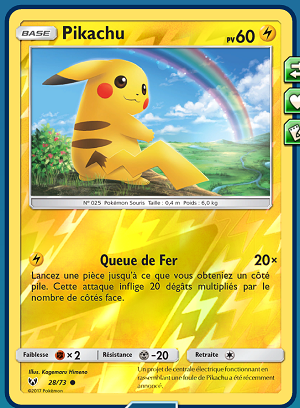 BASE Pikachu PV60
N° 025 Pokémon Souris Taille : 0,4 m Poids : 6,0 kg
Queue de Fer 20×
Lancez une pièce jusqu'à ce que vous obteniez un côté
pile. Cette attaque inflige 20 dégâts multipliés par le
nombre de côtés face.
Faiblesse × 2 Résistance -20 Retraite
Illus. Kagemaru Himeno
28/73
©2017 Pokémon
Un projet de centrale électrique fonctionnant en
rassemblant une foule de Pikachu a été récemment
annoncé.